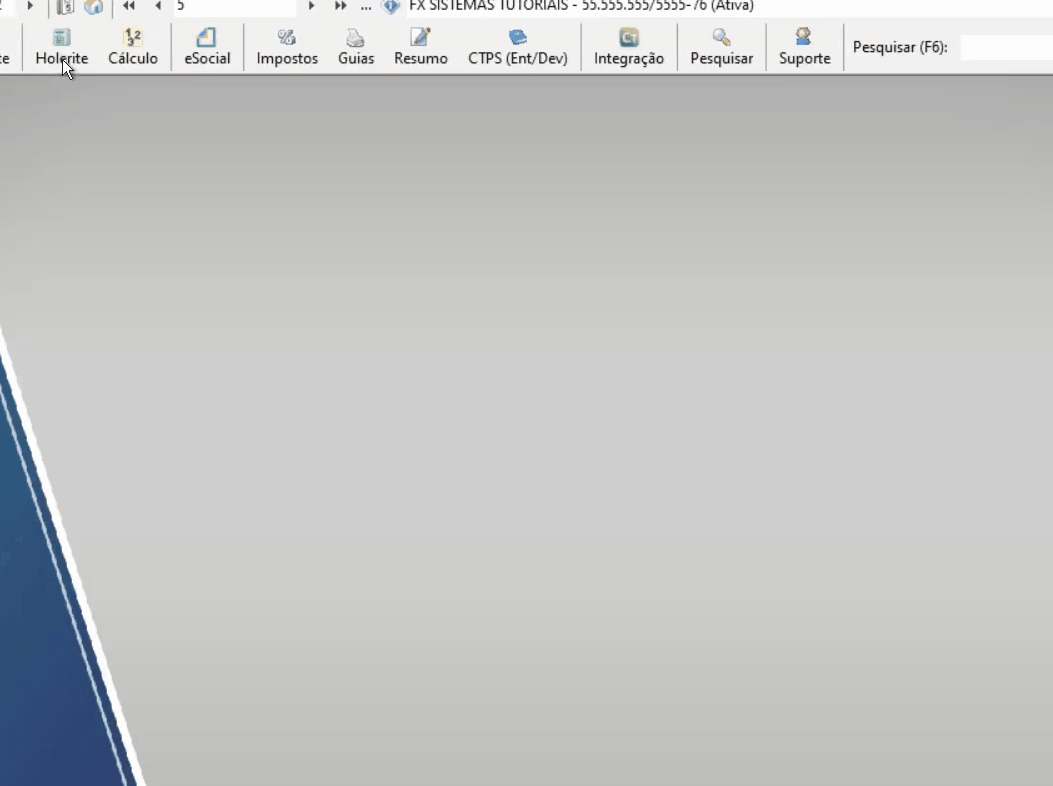 5 ... FX SISTEMAS TUTORIAIS - 55.555.555/5555-76 (Ativa)
Holerite Cálculo eSocial Impostos Guias Resumo CTPS (Ent/Dev) Integração Pesquisar Suporte Pesquisar (F6):